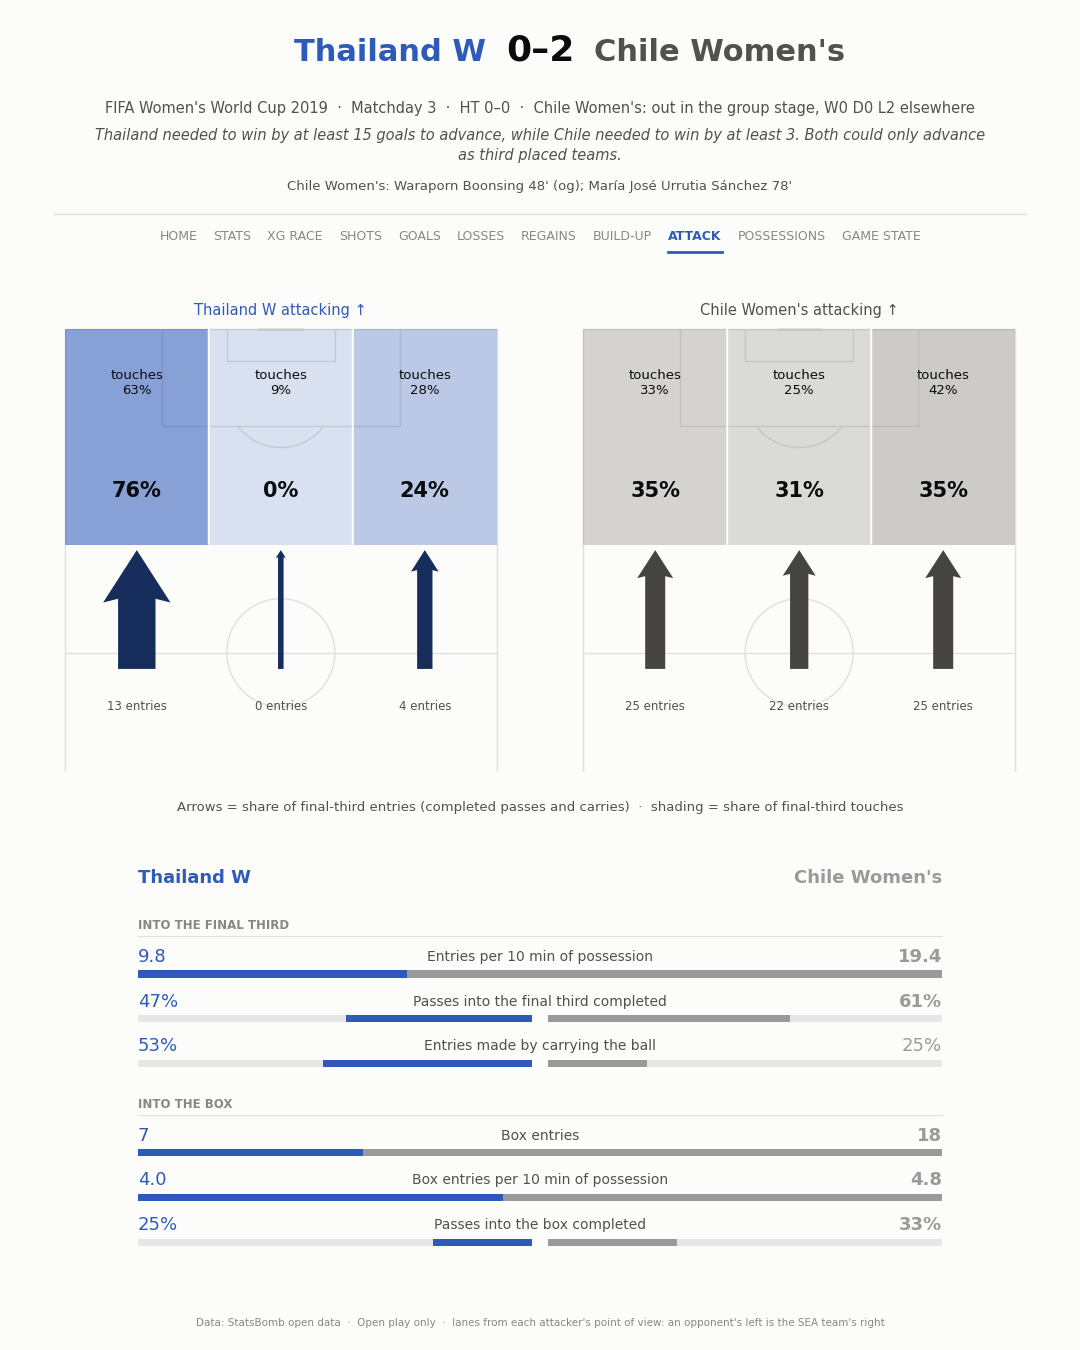 Thailand W 0–2 Chile Women's
FIFA Women's World Cup 2019 · Matchday 3 · HT 0–0 · Chile Women's: out in the group stage, W0 D0 L2 elsewhere
Thailand needed to win by at least 15 goals to advance, while Chile needed to win by at least 3. Both could only advance
as third placed teams.
Chile Women's: Waraporn Boonsing 48' (og); María José Urrutia Sánchez 78'
HOME STATS XG RACE SHOTS GOALS LOSSES REGAINS BUILD-UP ATTACK POSSESSIONS GAME STATE
Thailand W attacking ↑
touches touches touches
63% 9% 28%
76% 0% 24%
13 entries 0 entries 4 entries
Chile Women's attacking ↑
touches touches touches
33% 25% 42%
35% 31% 35%
25 entries 22 entries 25 entries
Arrows = share of final-third entries (completed passes and carries) · shading = share of final-third touches
Thailand W Chile Women's
INTO THE FINAL THIRD
9.8 Entries per 10 min of possession 19.4
47% Passes into the final third completed 61%
53% Entries made by carrying the ball 25%
INTO THE BOX
7 Box entries 18
4.0 Box entries per 10 min of possession 4.8
25% Passes into the box completed 33%
Data: StatsBomb open data · Open play only · lanes from each attacker's point of view: an opponent's left is the SEA team's right